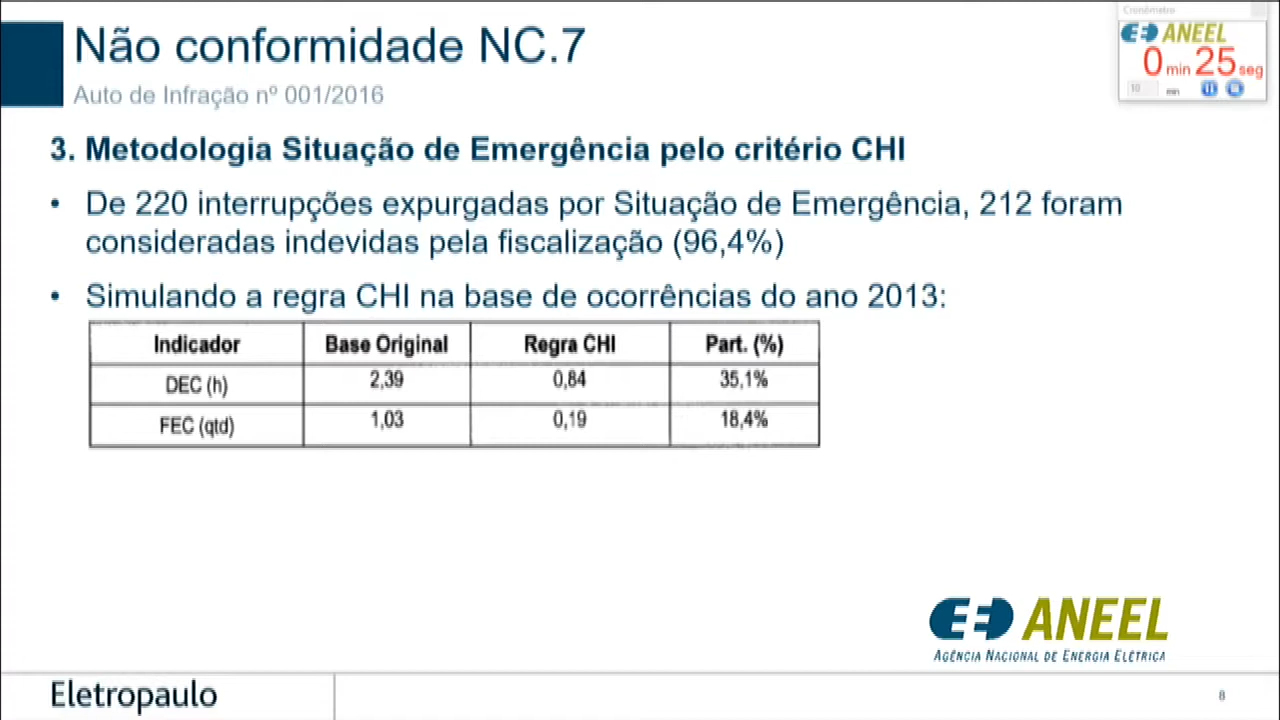 Não conformidade NC.7
Auto de Infração nº 001/2016
Cronômetro
ANEEL
0 min 25 seg
10 min
3. Metodologia Situação de Emergência pelo critério CHI
• De 220 interrupções expurgadas por Situação de Emergência, 212 foram
consideradas indevidas pela fiscalização (96,4%)
• Simulando a regra CHI na base de ocorrências do ano 2013:
Indicador Base Original Regra CHI Part. (%)
DEC (h) 2,39 0,84 35,1%
FEC (qtd) 1,03 0,19 18,4%
ANEEL
AGÊNCIA NACIONAL DE ENERGIA ELÉTRICA
Eletropaulo
8